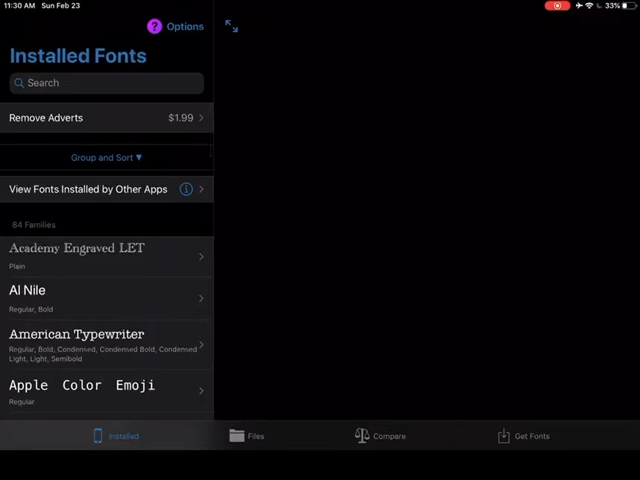 11:30 AM Sun Feb 23
33%
? Options
Installed Fonts
Search
Remove Adverts $1.99
Group and Sort ▼
View Fonts Installed by Other Apps
84 Families
Academy Engraved LET
Plain
Al Nile
Regular, Bold
American Typewriter
Regular, Bold, Condensed, Condensed Bold, Condensed
Light, Light, Semibold
Apple Color Emoji
Regular
Installed Files Compare Get Fonts